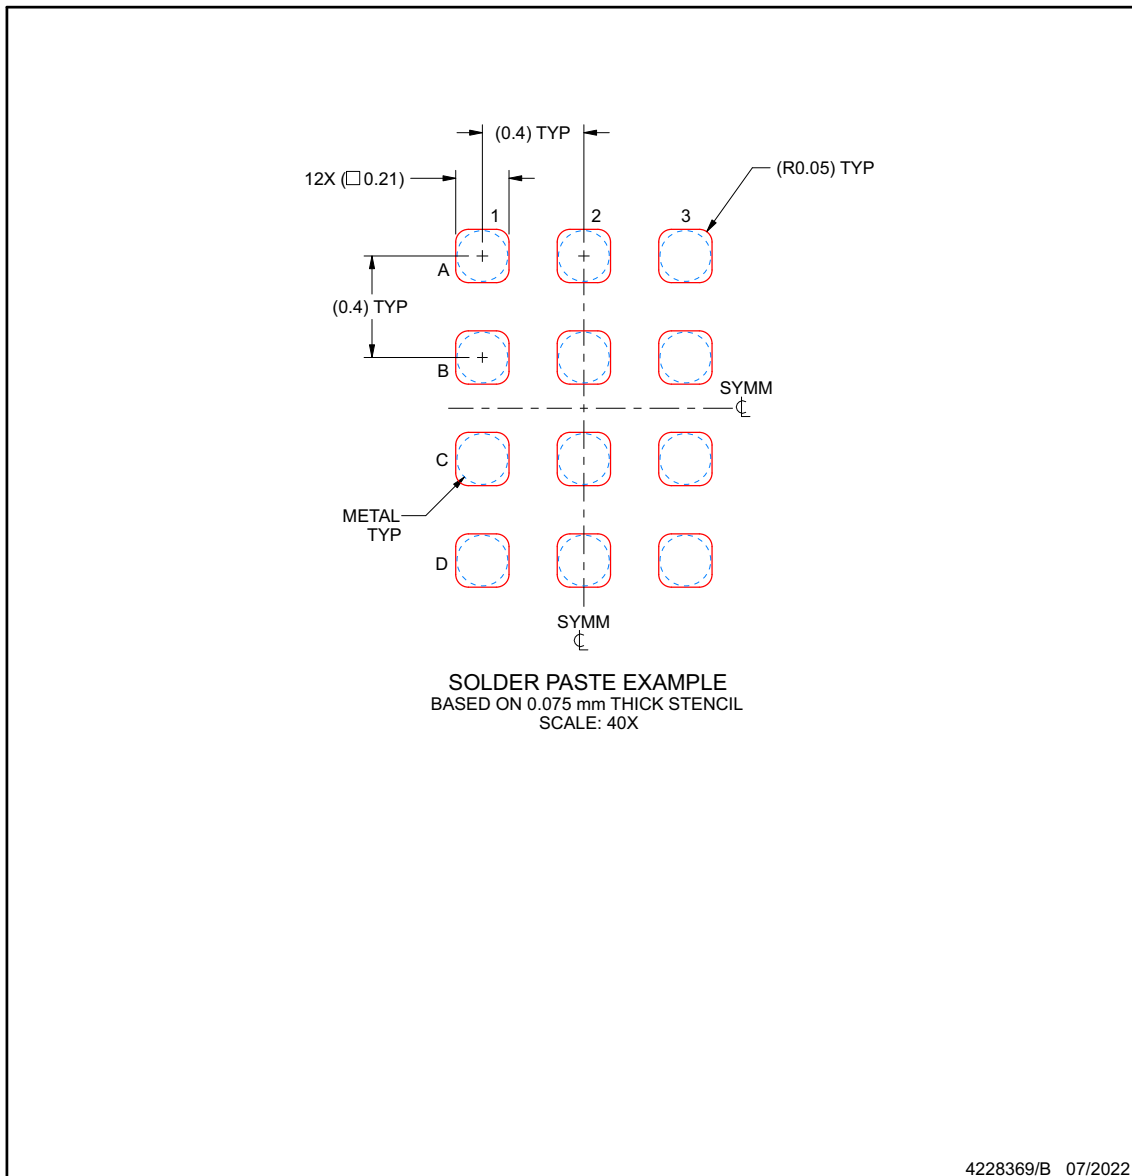 (0.4) TYP
12X (□ 0.21)
(R0.05) TYP
1
2
3
A
(0.4) TYP
B
SYMM
℄
C
METAL
TYP
D
SYMM
℄
SOLDER PASTE EXAMPLE
BASED ON 0.075 mm THICK STENCIL
SCALE: 40X
4228369/B 07/2022